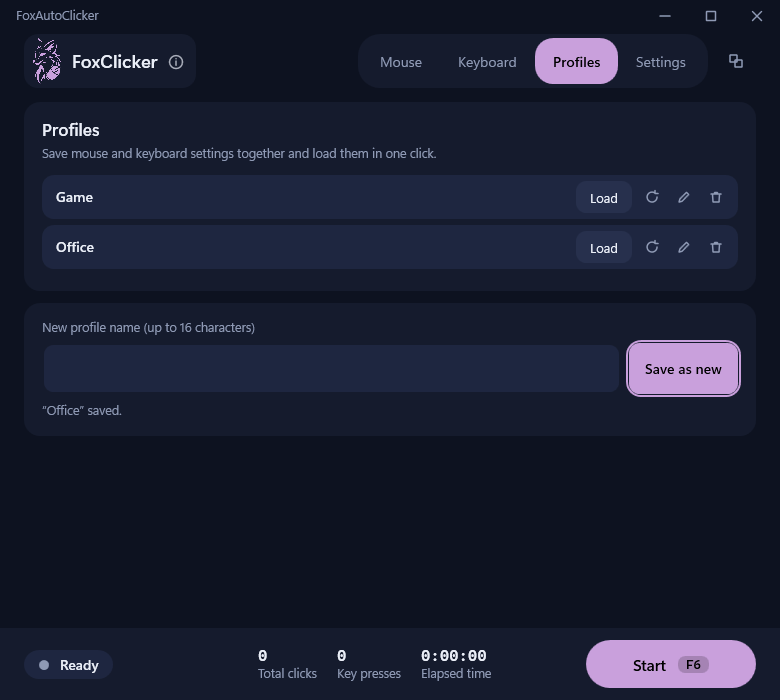 FoxAutoClicker
FoxClicker
Mouse
Keyboard
Profiles
Settings
Profiles
Save mouse and keyboard settings together and load them in one click.
Game
Load
Office
Load
New profile name (up to 16 characters)
Save as new
“Office” saved.
Ready
0
Total clicks
0
Key presses
0:00:00
Elapsed time
Start F6